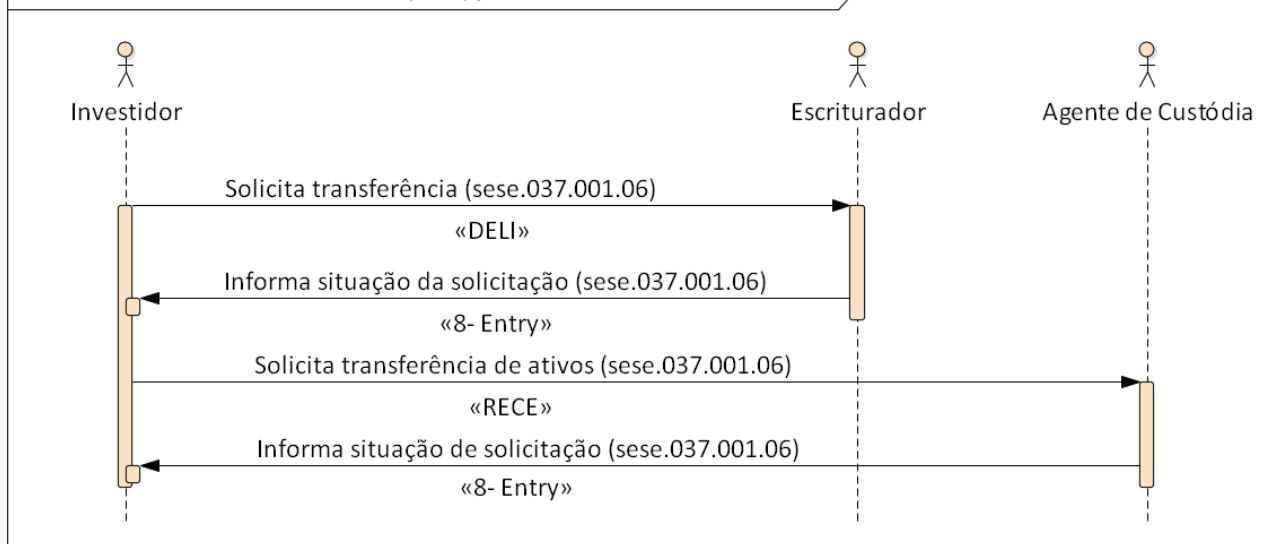 Investidor
Escriturador
Agente de Custódia
Solicita transferência (sese.037.001.06)
«DELI»
Informa situação da solicitação (sese.037.001.06)
«8- Entry»
Solicita transferência de ativos (sese.037.001.06)
«RECE»
Informa situação de solicitação (sese.037.001.06)
«8- Entry»